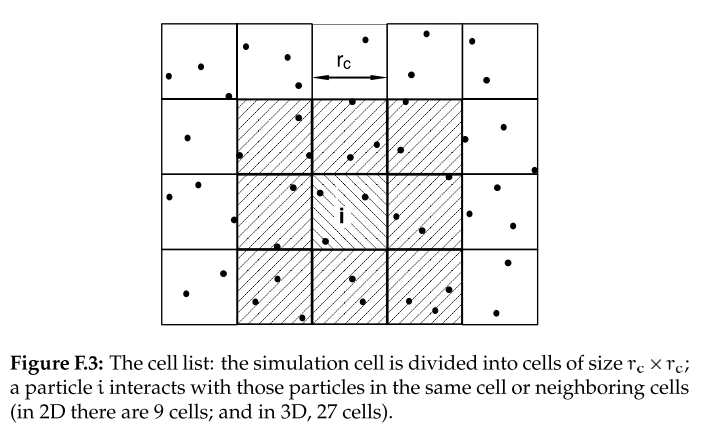 r_c
i
Figure F.3: The cell list: the simulation cell is divided into cells of size r_c × r_c;
a particle i interacts with those particles in the same cell or neighboring cells
(in 2D there are 9 cells; and in 3D, 27 cells).